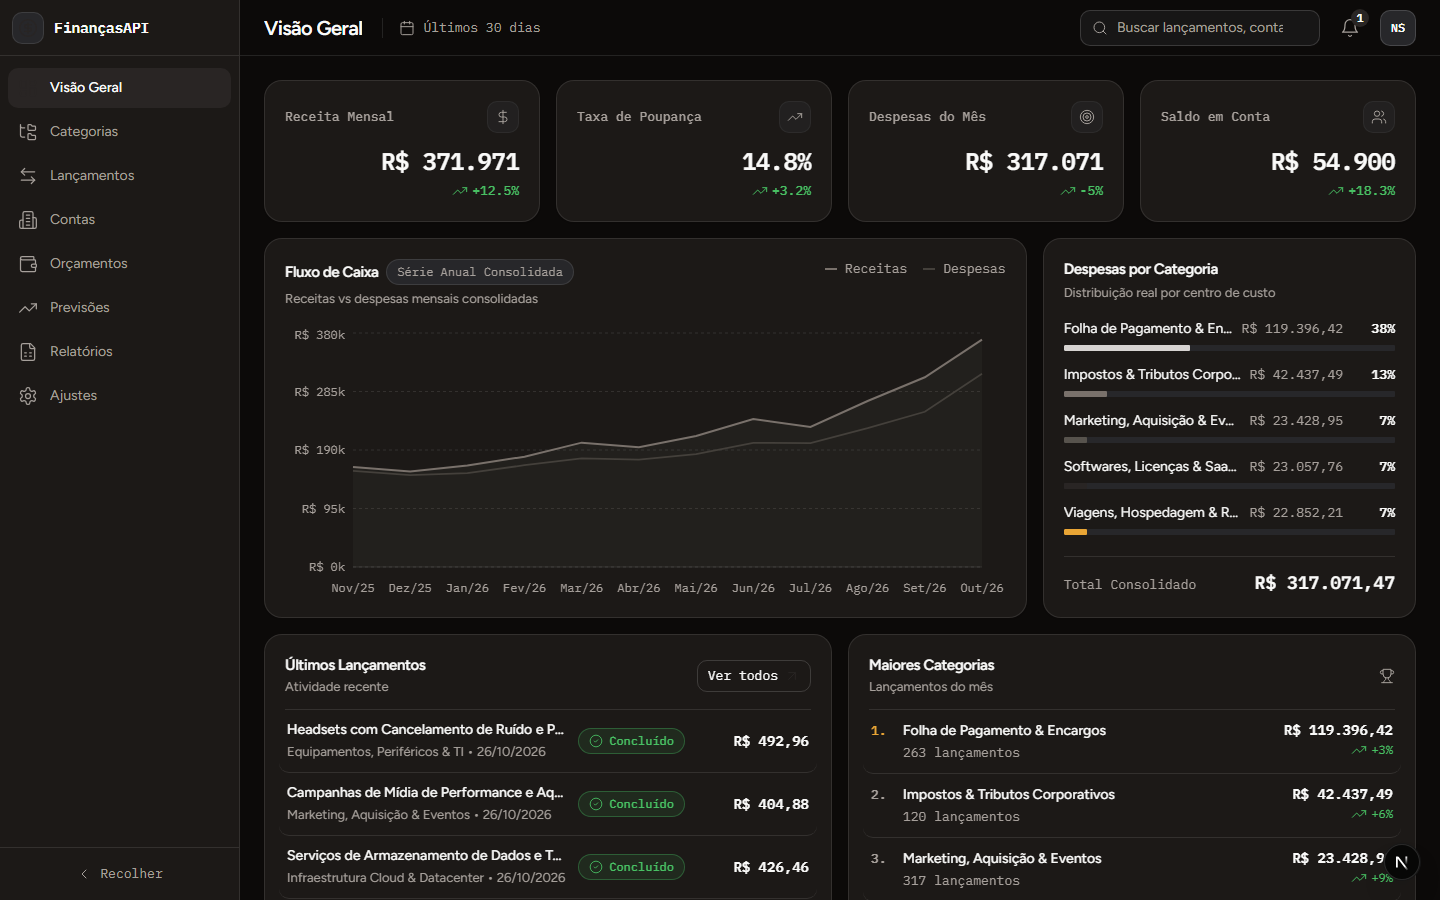 FinançasAPI
Visão Geral
Categorias
Lançamentos
Contas
Orçamentos
Previsões
Relatórios
Ajustes
Recolher
Visão Geral
Últimos 30 dias
Buscar lançamentos, conta
1
NS
Receita Mensal
R$ 371.971
+12.5%
Taxa de Poupança
14.8%
+3.2%
Despesas do Mês
R$ 317.071
-5%
Saldo em Conta
R$ 54.900
+18.3%
Fluxo de Caixa
Série Anual Consolidada
Receitas vs despesas mensais consolidadas
Receitas
Despesas
R$ 380k
R$ 285k
R$ 190k
R$ 95k
R$ 0k
Nov/25 Dez/25 Jan/26 Fev/26 Mar/26 Abr/26 Mai/26 Jun/26 Jul/26 Ago/26 Set/26 Out/26
Despesas por Categoria
Distribuição real por centro de custo
Folha de Pagamento & En... R$ 119.396,42 38%
Impostos & Tributos Corpo... R$ 42.437,49 13%
Marketing, Aquisição & Ev... R$ 23.428,95 7%
Softwares, Licenças & Saa... R$ 23.057,76 7%
Viagens, Hospedagem & R... R$ 22.852,21 7%
Total Consolidado R$ 317.071,47
Últimos Lançamentos
Atividade recente
Ver todos
Headsets com Cancelamento de Ruído e P...
Equipamentos, Periféricos & TI • 26/10/2026
Concluído
R$ 492,96
Campanhas de Mídia de Performance e Aq...
Marketing, Aquisição & Eventos • 26/10/2026
Concluído
R$ 404,88
Serviços de Armazenamento de Dados e T...
Infraestrutura Cloud & Datacenter • 26/10/2026
Concluído
R$ 426,46
Maiores Categorias
Lançamentos do mês
1. Folha de Pagamento & Encargos
263 lançamentos
R$ 119.396,42
+3%
2. Impostos & Tributos Corporativos
120 lançamentos
R$ 42.437,49
+6%
3. Marketing, Aquisição & Eventos
317 lançamentos
R$ 23.428,9
+9%
N